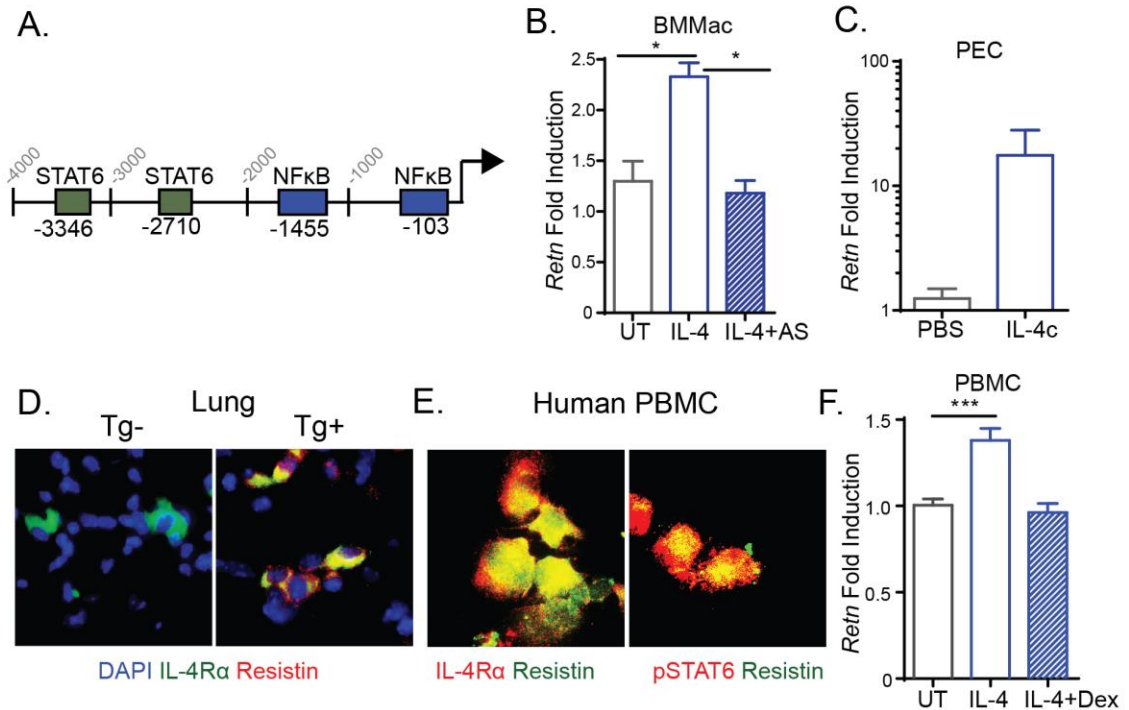 A.
-4000
-3000
-2000
-1000
STAT6
STAT6
NFκB
NFκB
-3346
-2710
-1455
-103
B.
BMMac
*
*
Retn Fold Induction
2.5
2.0
1.5
1.0
0.5
0
UT
IL-4
IL-4+AS
C.
PEC
Retn Fold Induction
100
10
1
PBS
IL-4c
D.
Lung
Tg-
Tg+
DAPI IL-4Rα Resistin
E.
Human PBMC
IL-4Rα Resistin
pSTAT6 Resistin
F.
PBMC
***
Retn Fold Induction
1.5
1.0
0.5
0
UT
IL-4
IL-4+Dex